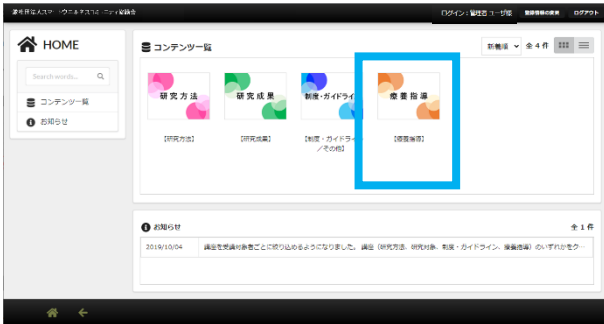 ログイン：管理者 ユーザ様 登録情報の変更 ログアウト
HOME
Search words..
コンテンツ一覧
お知らせ
コンテンツ一覧
新着順 全 4 件
研究方法 研究成果 制度・ガイドライ 療養指導
【研究方法】 【研究成果】 【制度・ガイドライン ／その他】 【療養指導】
お知らせ 全 1 件
2019/10/04 講座を受講対象者ごとに絞り込めるようになりました。 講座（研究方法、研究対象、制度・ガイドライン、療養指導）のいずれかをク…